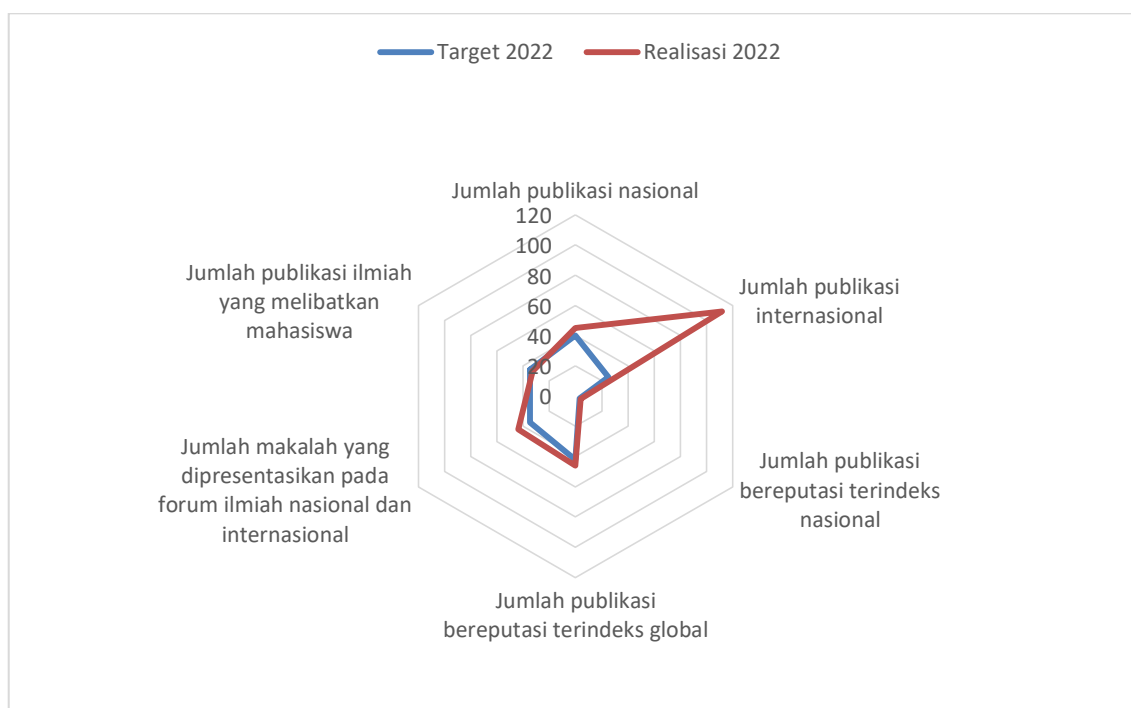 Target 2022
Realisasi 2022
Jumlah publikasi nasional
120
100
80
60
40
20
0
Jumlah publikasi
internasional
Jumlah publikasi
bereputasi terindeks
nasional
Jumlah publikasi
bereputasi terindeks global
Jumlah makalah yang
dipresentasikan pada
forum ilmiah nasional dan
internasional
Jumlah publikasi ilmiah
yang melibatkan
mahasiswa